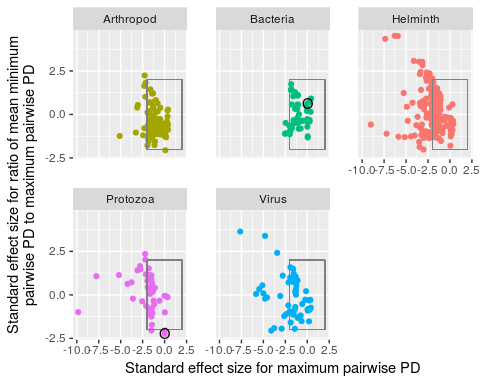 Arthropod Bacteria Helminth
Standard effect size for ratio of mean minimum
pairwise PD to maximum pairwise PD
2.5
0.0
-2.5
-10.0 -7.5 -5.0 -2.5 0.0 2.5
Protozoa Virus
2.5
0.0
-2.5
-10.0 -7.5 -5.0 -2.5 0.0 2.5 -10.0 -7.5 -5.0 -2.5 0.0 2.5
Standard effect size for maximum pairwise PD